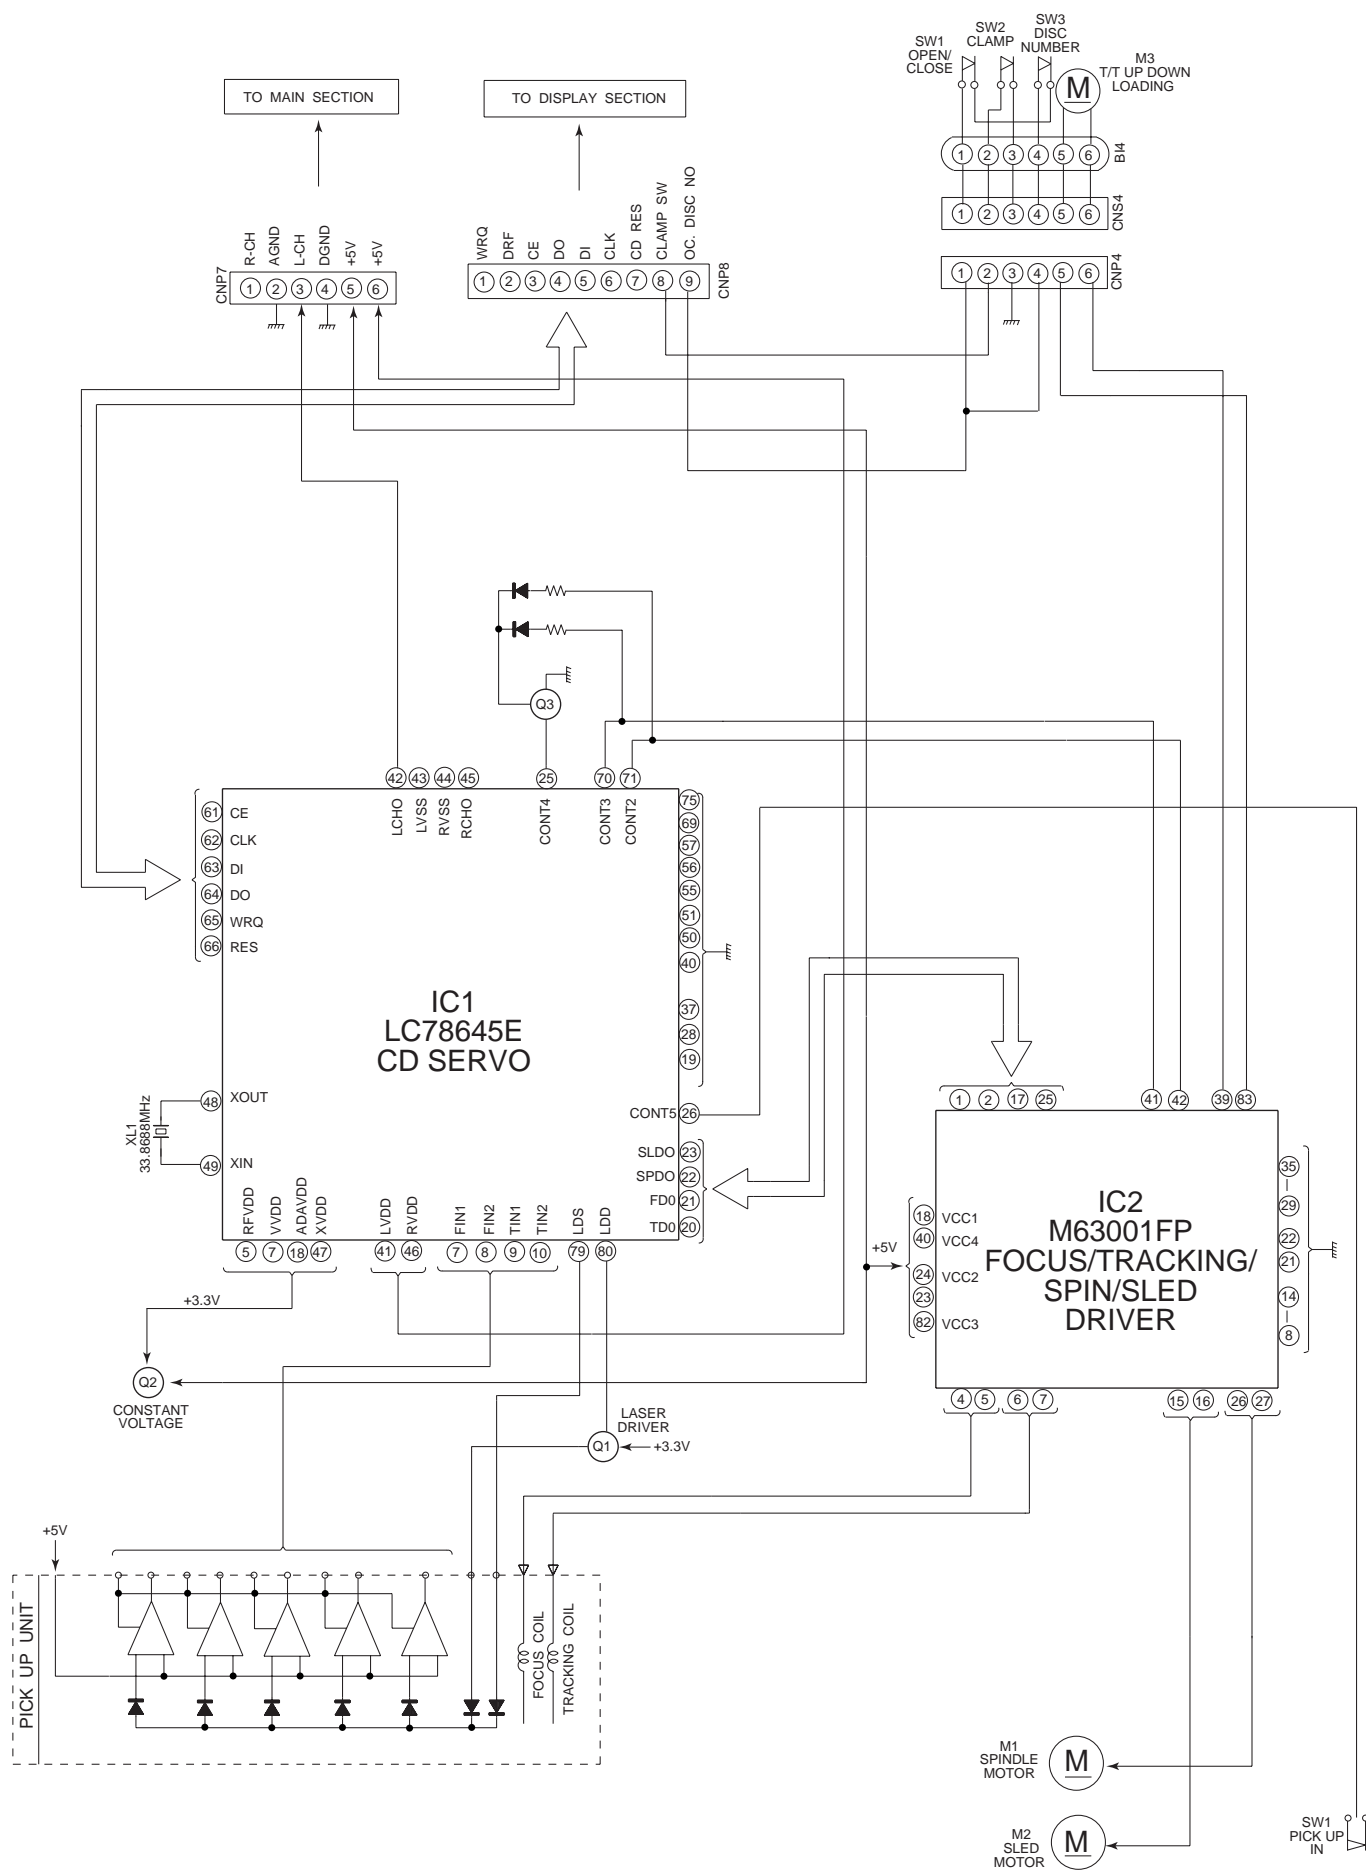 SW1
OPEN/
CLOSE
SW2
CLAMP
SW3
DISC
NUMBER
M3
T/T UP DOWN
LOADING
M
TO MAIN SECTION
TO DISPLAY SECTION
1 2 3 4 5 6
BI4
1 2 3 4 5 6
CNS4
1 2 3 4 5 6
CNP4
R-CH
AGND
L-CH
DGND
+5V
+5V
CNP7
1 2 3 4 5 6
WRQ
DRF
CE
DO
DI
CLK
CD RES
CLAMP SW
OC. DISC NO
1 2 3 4 5 6 7 8 9
CNP8
Q3
42 43 44 45 25 70 71
LCHO
LVSS
RVSS
RCHO
CONT4
CONT3
CONT2
61 CE
62 CLK
63 DI
64 DO
65 WRQ
66 RES
75
69
57
56
55
51
50
40
37
28
19
IC1
LC78645E
CD SERVO
XL1
33.8688MHz
48 XOUT
49 XIN
CONT5 26
SLDO 23
SPDO 22
FD0 21
TD0 20
RFVDD
VVDD
ADAVDD
XVDD
LVDD
RVDD
FIN1
FIN2
TIN1
TIN2
LDS
LDD
5 7 18 47 41 46 7 8 9 10 79 80
+3.3V
Q2
CONSTANT
VOLTAGE
LASER
DRIVER
Q1
+3.3V
1 2 17 25 41 42 39 83
+5V
18 VCC1
40 VCC4
24 VCC2
23
82 VCC3
IC2
M63001FP
FOCUS/TRACKING/
SPIN/SLED
DRIVER
35
29
22
21
14
8
4 5 6 7 15 16 26 27
+5V
PICK UP UNIT
FOCUS COIL
TRACKING COIL
M1
SPINDLE
MOTOR
M
M2
SLED
MOTOR
M
SW1
PICK UP
IN